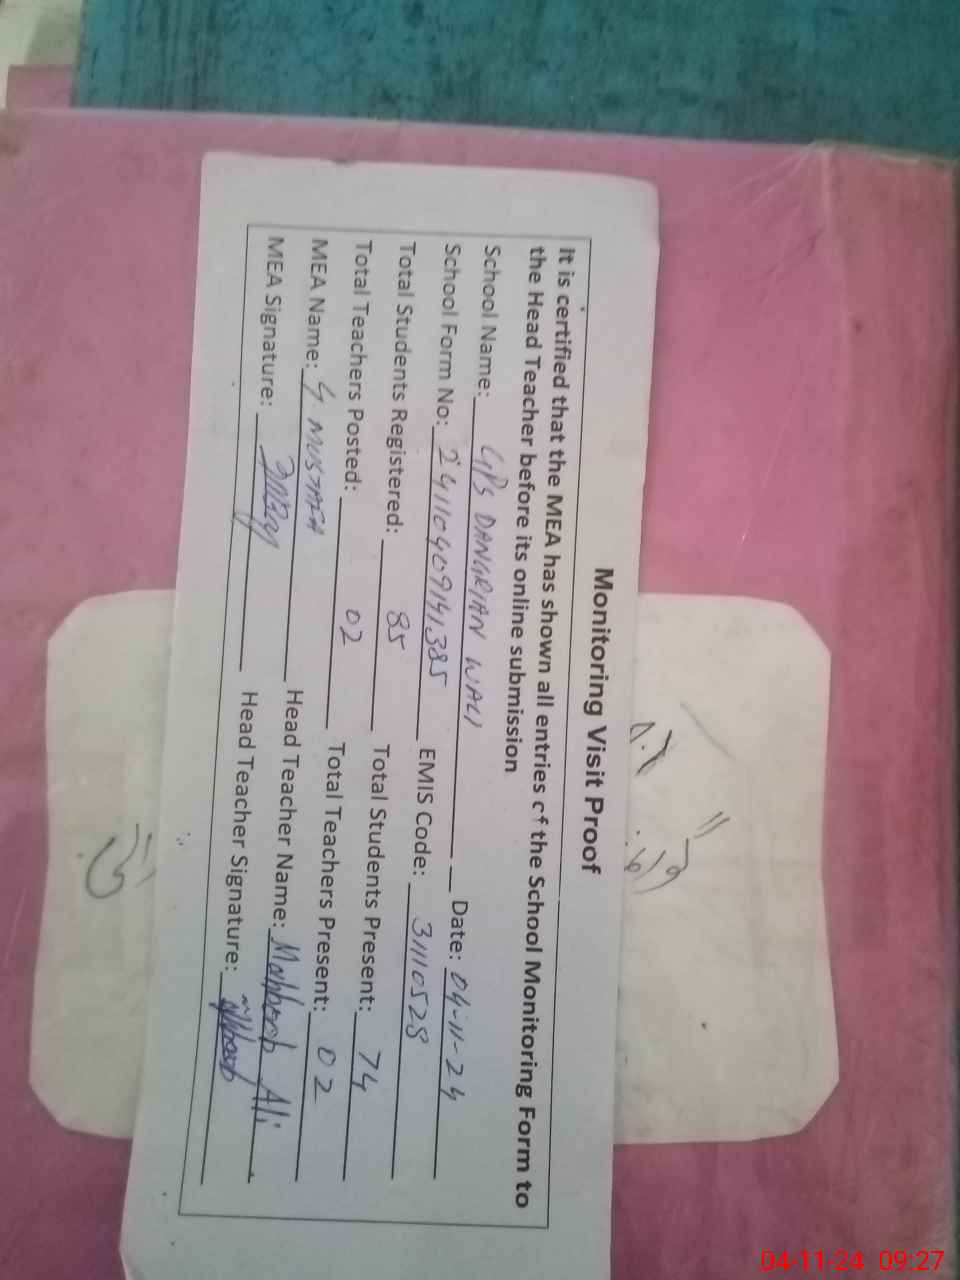 Monitoring Visit Proof
It is certified that the MEA has shown all entries of the School Monitoring Form to
the Head Teacher before its online submission
School Name: GPS DANGRIAN WALI Date: 04-11-24
School Form No: 24110409141385 EMIS Code: 31110528
Total Students Registered: 85 Total Students Present: 74
Total Teachers Posted: 02 Total Teachers Present: 02
MEA Name: G. MUSTAFA Head Teacher Name: Mahboob Ali
MEA Signature: Head Teacher Signature:
04-11-24 09:27